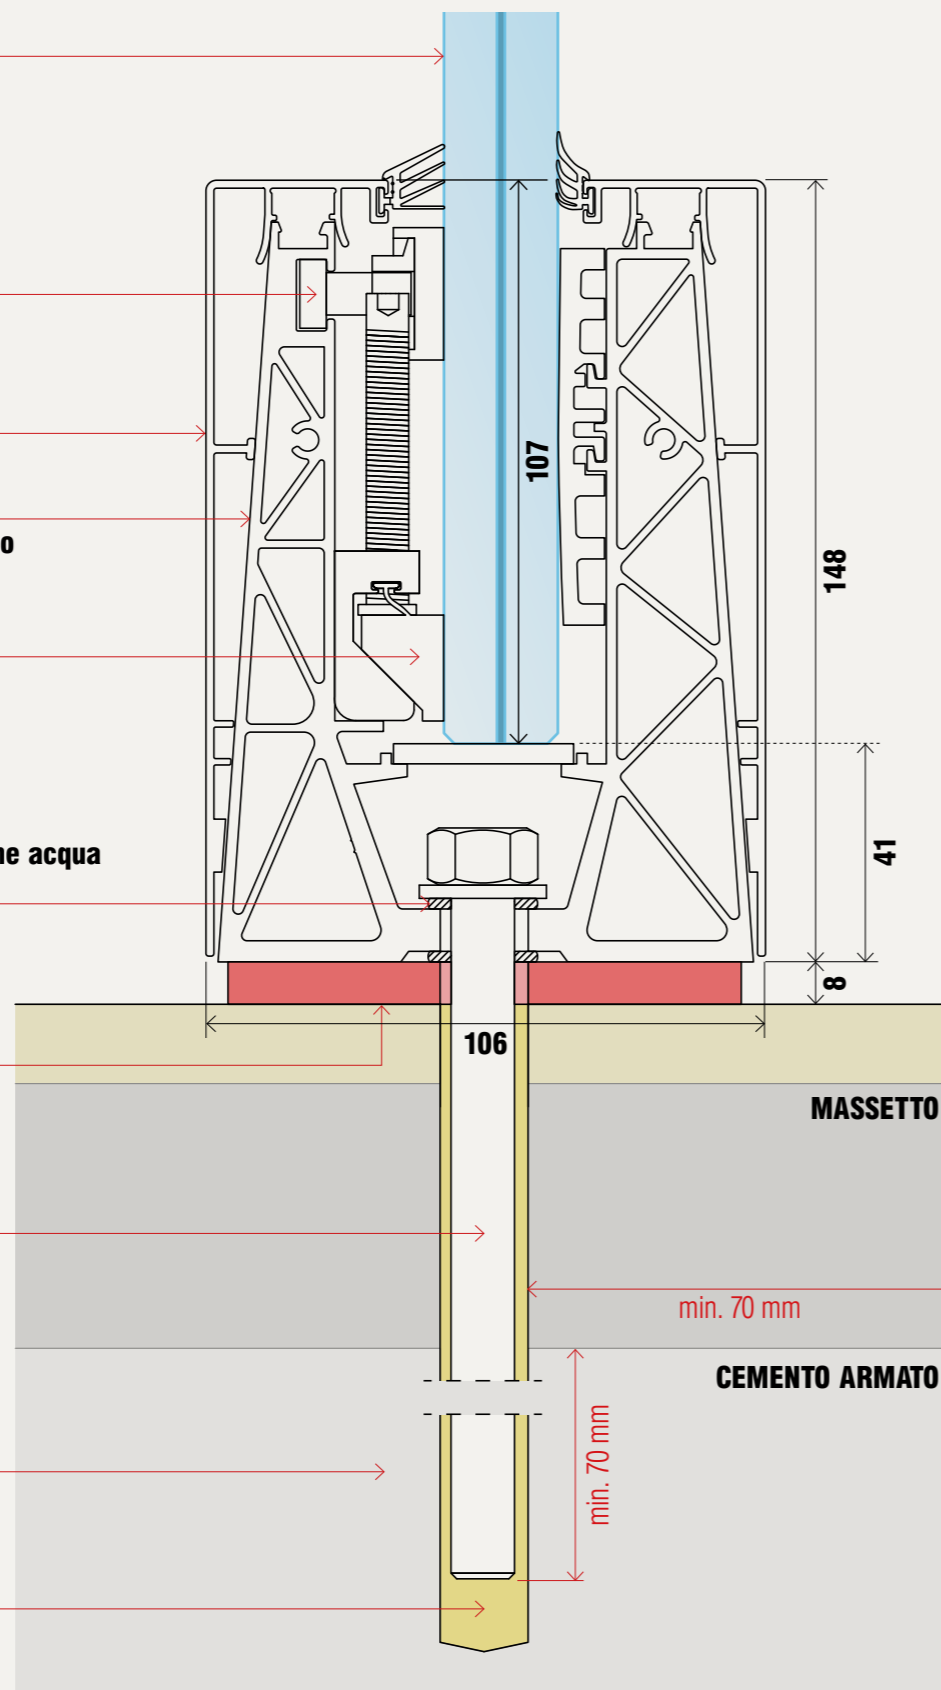 107
o
148
ne acqua
41
8
106
MASSETTO
min. 70 mm
CEMENTO ARMATO
min. 70 mm